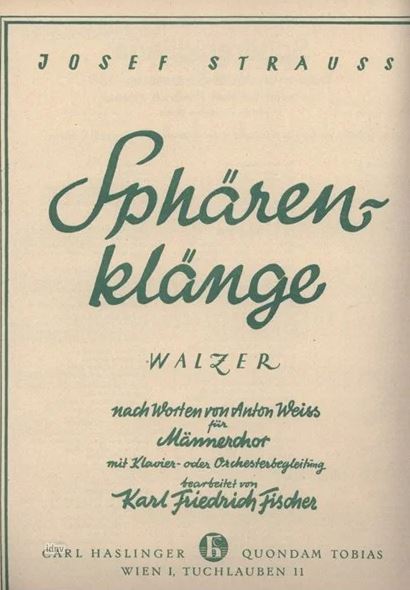 JOSEF STRAUSS
Sphären-
klänge
WALZER
nach Worten von Anton Weiss
für
Männerchor
mit Klavier- oder Orchesterbegleitung
bearbeitet von
Karl Friedrich Fischer
idnv
CARL HASLINGER QUONDAM TOBIAS
WIEN I, TUCHLAUBEN 11